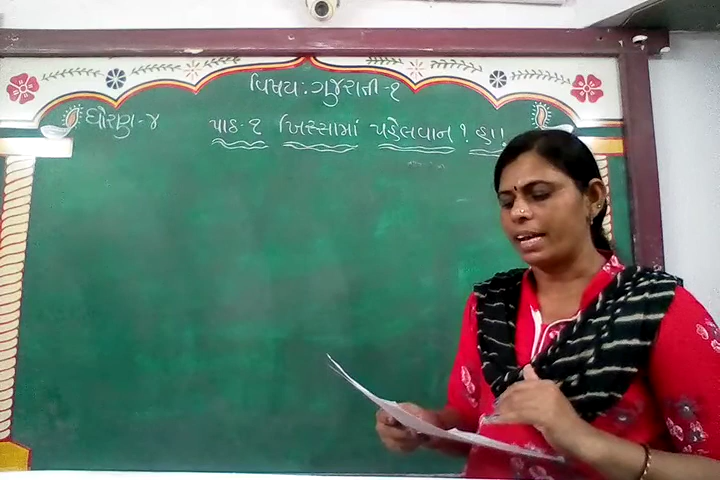 વિષય: ગુજરાતી - ૧
ધોરણ - ૪
પાઠ - ૧ ખિસ્સામાં પહેલવાન ! હા !